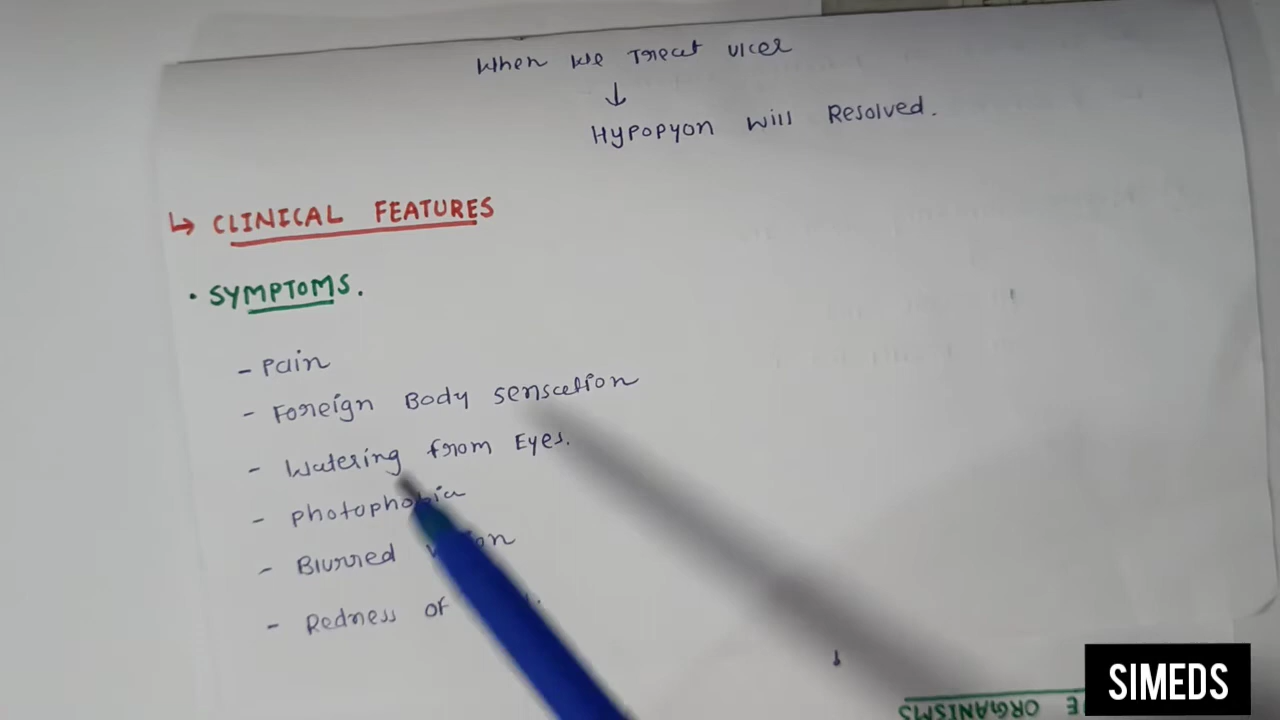 When we Treat Ulcer
↓
Hypopyon will Resolved.
↳ CLINICAL FEATURES
• SYMPTOMS.
- Pain
- Foreign Body sensation
- Watering from Eyes.
- Photophobia
- Blurred
- Redness of
ORGANISMS
SIMEDS